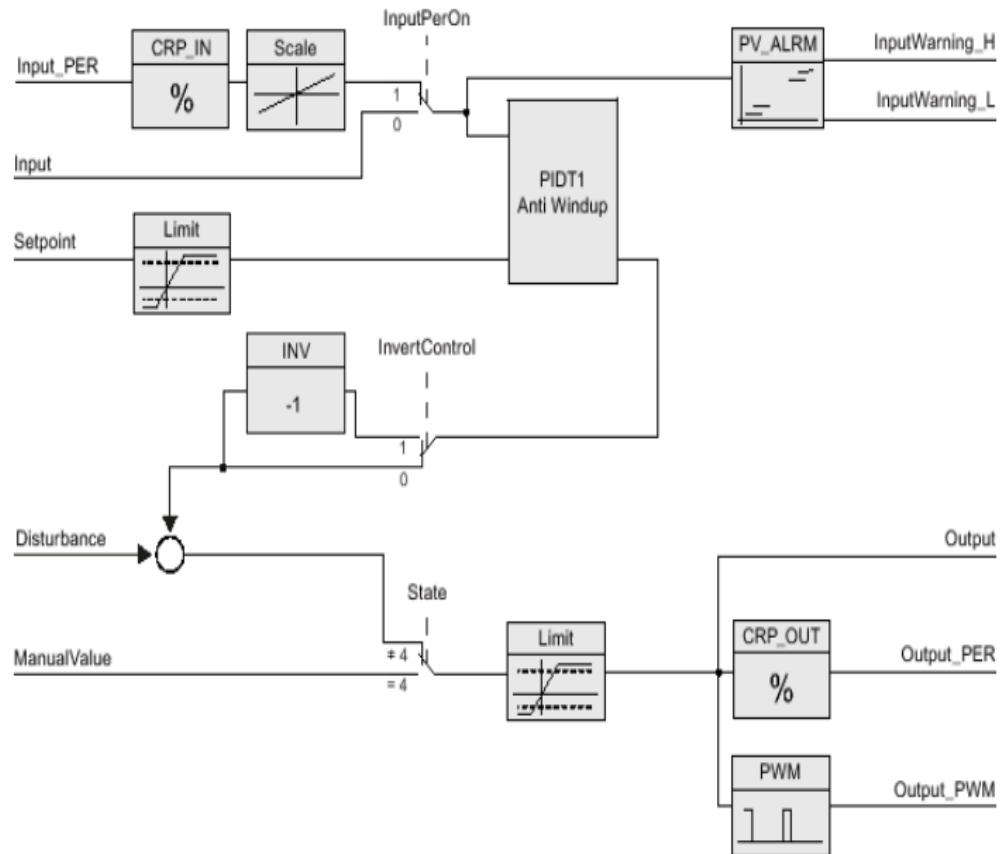 InputPerOn
CRP_IN
Scale
PV_ALRM
InputWarning_H
Input_PER
%
1
0
InputWarning_L
Input
PIDT1
Anti Windup
Setpoint
Limit
INV
-1
InvertControl
1
0
Disturbance
Output
State
ManualValue
≠ 4
= 4
Limit
CRP_OUT
%
Output_PER
PWM
Output_PWM